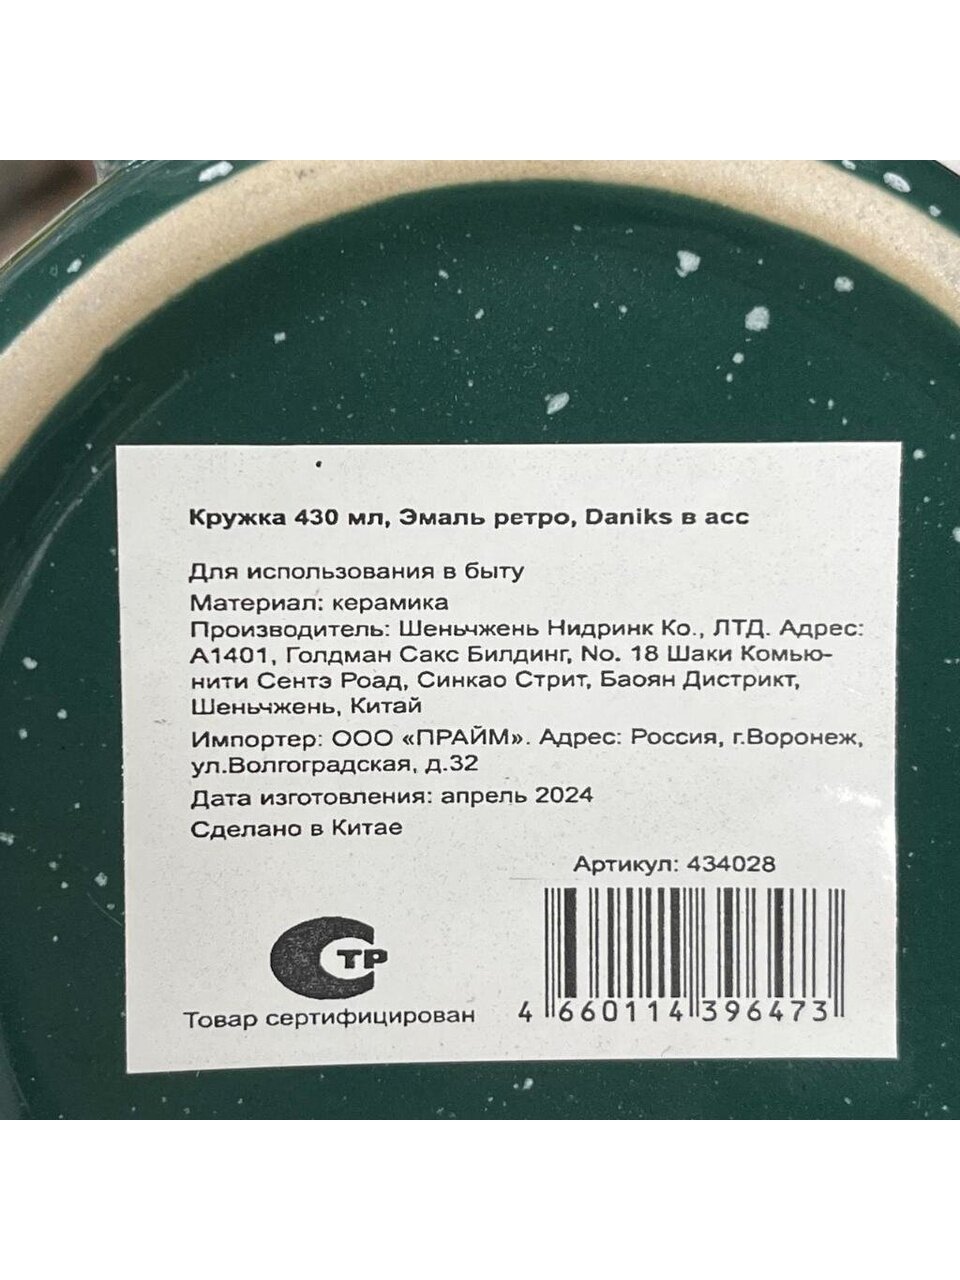 Кружка 430 мл, Эмаль ретро, Daniks в асс
Для использования в быту
Материал: керамика
Производитель: Шеньчжень Нидринк Ко., ЛТД. Адрес:
А1401, Голдман Сакс Билдинг, No. 18 Шаки Комью-
нити Сентэ Роад, Синкао Стрит, Баоян Дистрикт,
Шеньчжень, Китай
Импортер: ООО «ПРАЙМ». Адрес: Россия, г.Воронеж,
ул.Волгоградская, д.32
Дата изготовления: апрель 2024
Сделано в Китае
Артикул: 434028
СТР
Товар сертифицирован
4 660114 396473